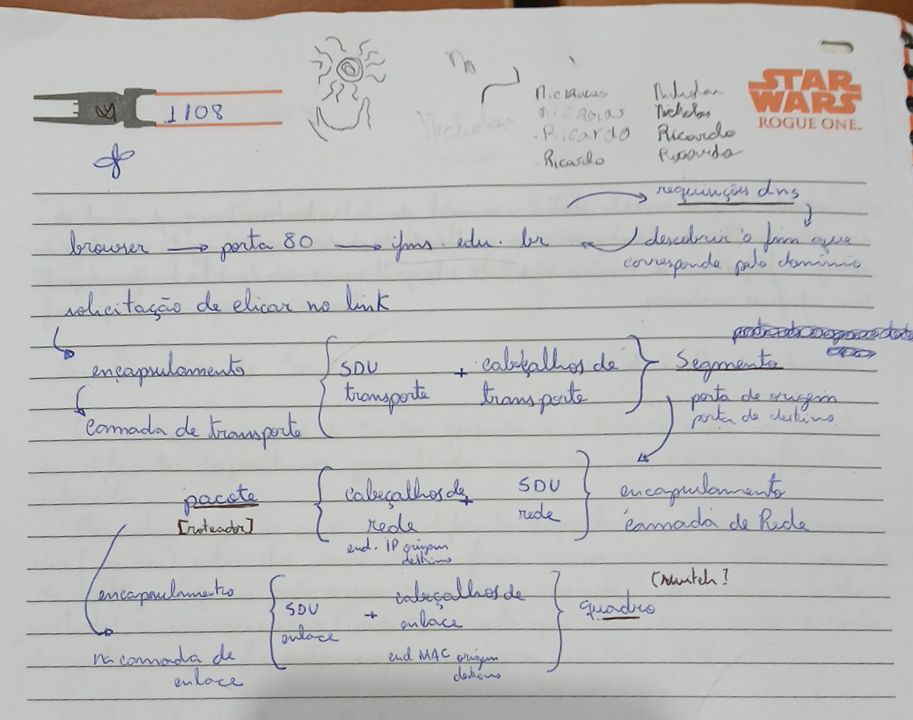 1108
No
Nicholas
Niclaulas
Nicholas
Nicolas
Nicholas
Ricardo
Ricardo
Ricardo
Ricardo
STAR
WARS
ROGUE ONE.
requisições dns
browser → porta 80 → ifms.edu.br
descobrir o fim que
corresponde pelo domínio
solicitação de clicar no link
encapsulamento
SDU
transporte
+
cabeçalhos de
transporte
Segmento
porta de origem
porta de destino
camada de transporte
pacote
[roteador]
cabeçalhos de
rede
end. IP origem
destino
+
SDU
rede
encapsulamento
camada de Rede
encapsulamento
na camada de
enlace
SDU
enlace
+
cabeçalhos de
enlace
end MAC origem
destino
quadro
(switch)